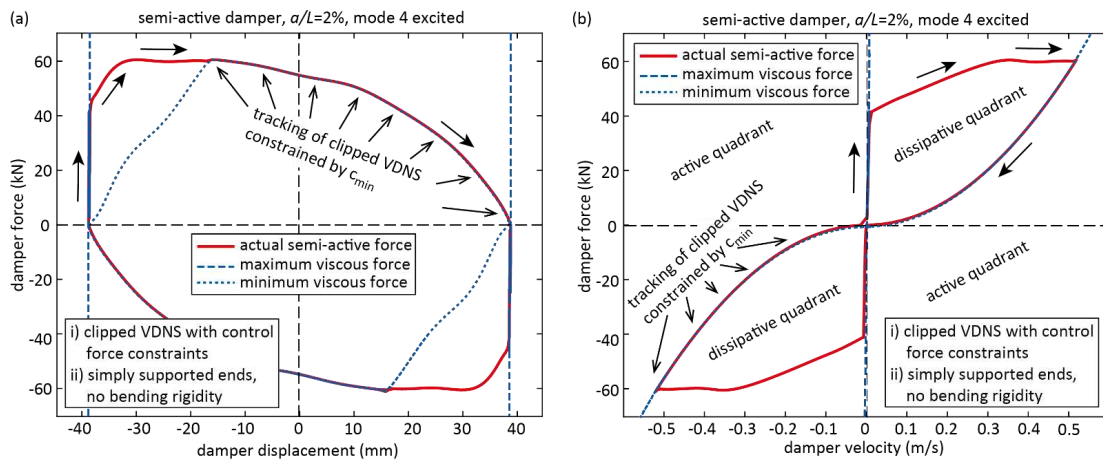 (a)
semi-active damper, a/L=2%, mode 4 excited
60
40
20
0
-20
-40
-60
damper force (kN)
tracking of clipped VDNS
constrained by cmin
actual semi-active force
maximum viscous force
minimum viscous force
i) clipped VDNS with control
force constraints
ii) simply supported ends,
no bending rigidity
-40 -30 -20 -10 0 10 20 30 40
damper displacement (mm)
(b)
semi-active damper, a/L=2%, mode 4 excited
actual semi-active force
maximum viscous force
minimum viscous force
60
40
20
0
-20
-40
-60
damper force (kN)
active quadrant
dissipative quadrant
tracking of clipped VDNS
constrained by cmin
dissipative quadrant
active quadrant
i) clipped VDNS with control
force constraints
ii) simply supported ends,
no bending rigidity
-0.5 -0.4 -0.3 -0.2 -0.1 0 0.1 0.2 0.3 0.4 0.5
damper velocity (m/s)